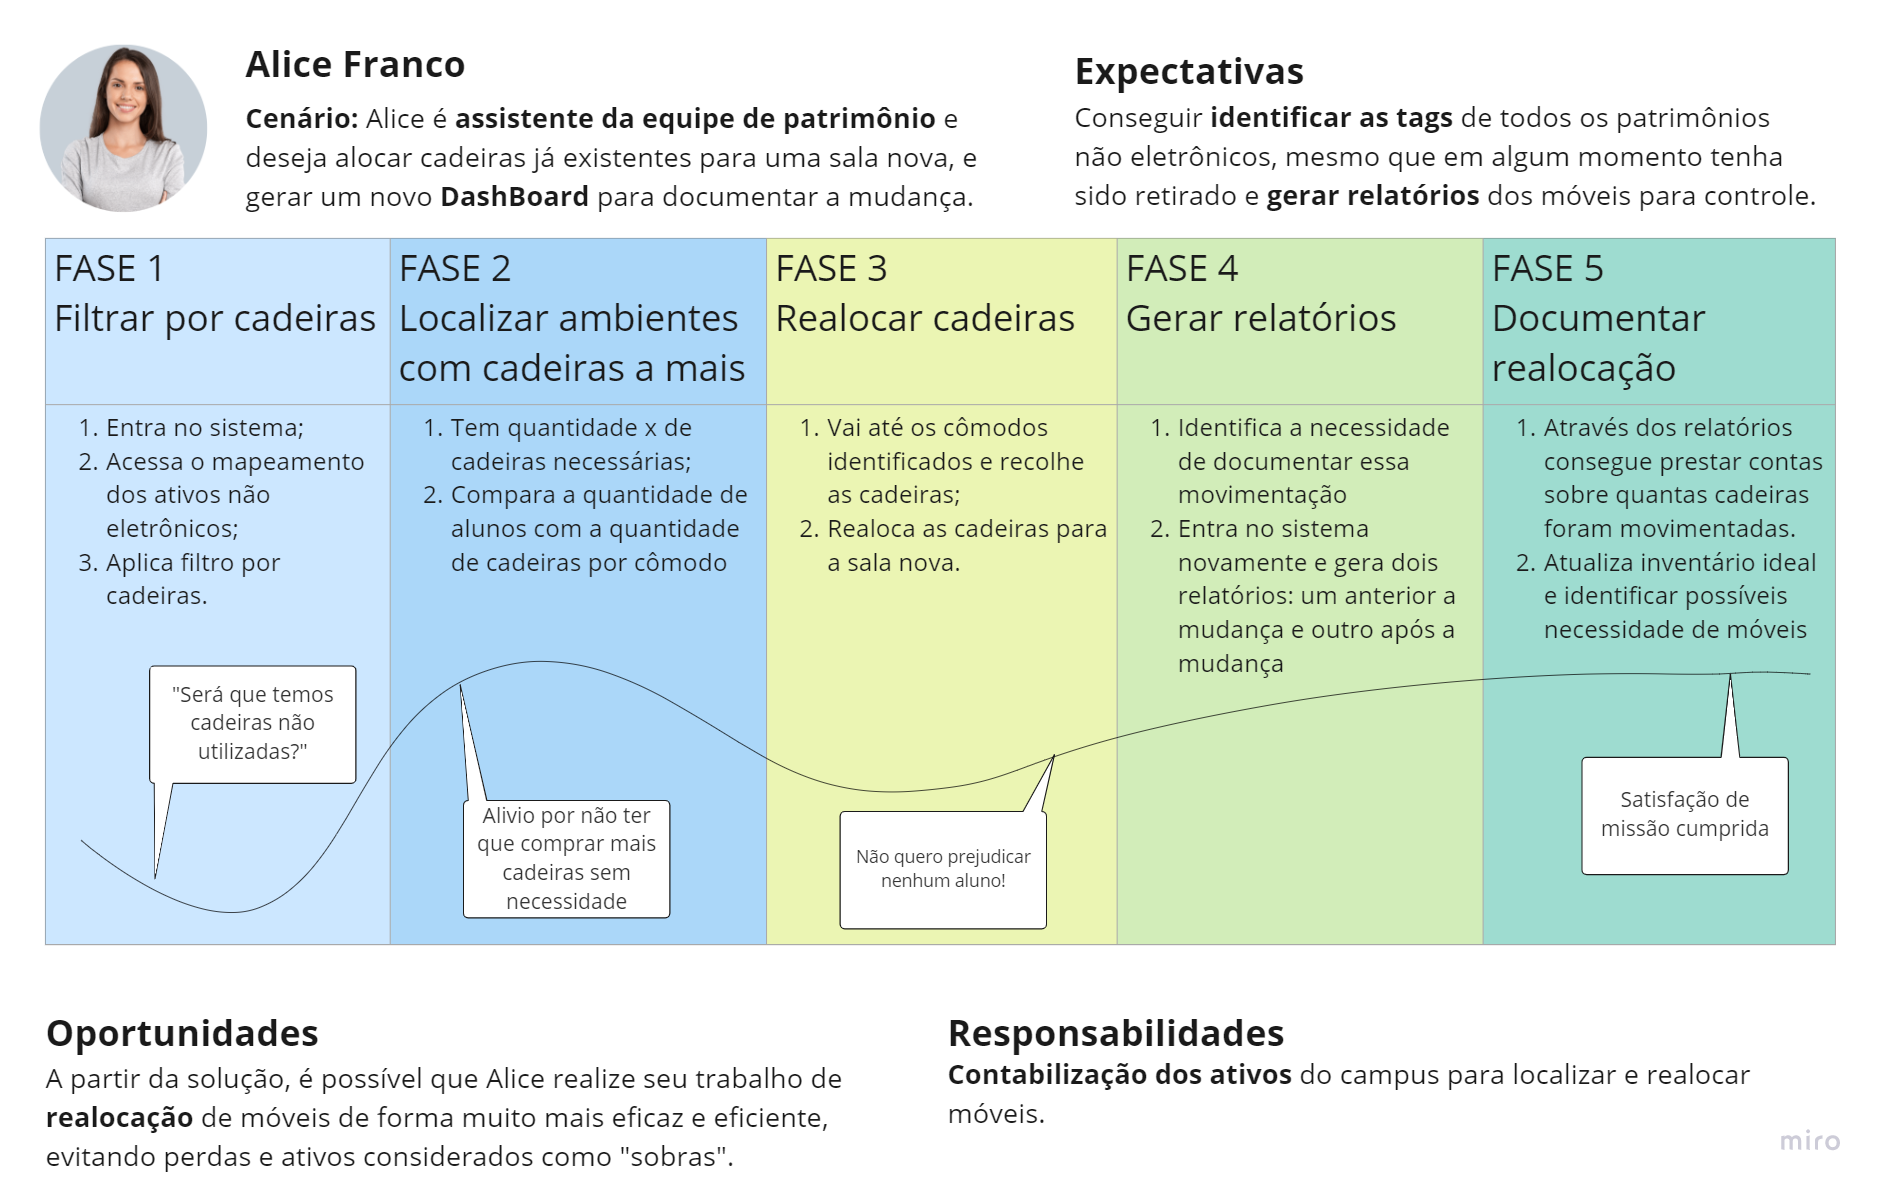 Alice Franco
Cenário: Alice é assistente da equipe de patrimônio e
deseja alocar cadeiras já existentes para uma sala nova, e
gerar um novo DashBoard para documentar a mudança.
Expectativas
Conseguir identificar as tags de todos os patrimônios
não eletrônicos, mesmo que em algum momento tenha
sido retirado e gerar relatórios dos móveis para controle.
FASE 1
Filtrar por cadeiras
FASE 2
Localizar ambientes
com cadeiras a mais
FASE 3
Realocar cadeiras
FASE 4
Gerar relatórios
FASE 5
Documentar
realocação
1. Entra no sistema;
2. Acessa o mapeamento
dos ativos não
eletrônicos;
3. Aplica filtro por
cadeiras.
1. Tem quantidade x de
cadeiras necessárias;
2. Compara a quantidade de
alunos com a quantidade
de cadeiras por cômodo
1. Vai até os cômodos
identificados e recolhe
as cadeiras;
2. Realoca as cadeiras para
a sala nova.
1. Identifica a necessidade
de documentar essa
movimentação
2. Entra no sistema
novamente e gera dois
relatórios: um anterior a
mudança e outro após a
mudança
1. Através dos relatórios
consegue prestar contas
sobre quantas cadeiras
foram movimentadas.
2. Atualiza inventário ideal
e identificar possíveis
necessidade de móveis
"Será que temos
cadeiras não
utilizadas?"
Alivio por não ter
que comprar mais
cadeiras sem
necessidade
Não quero prejudicar
nenhum aluno!
Satisfação de
missão cumprida
Oportunidades
A partir da solução, é possível que Alice realize seu trabalho de
realocação de móveis de forma muito mais eficaz e eficiente,
evitando perdas e ativos considerados como "sobras".
Responsabilidades
Contabilização dos ativos do campus para localizar e realocar
móveis.
miro